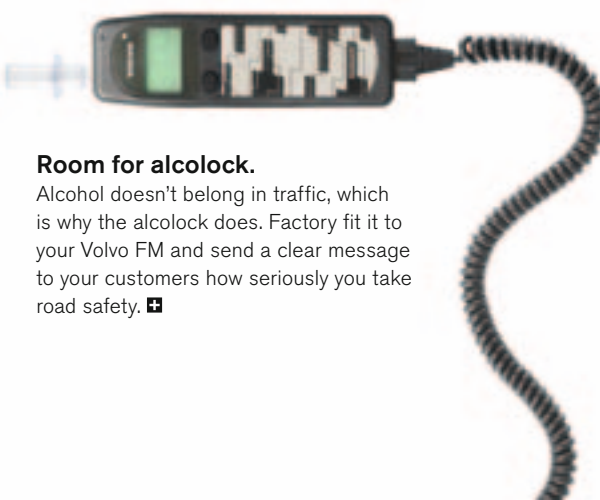 Room for alcolock.
Alcohol doesn't belong in traffic, which
is why the alcolock does. Factory fit it to
your Volvo FM and send a clear message
to your customers how seriously you take
road safety.